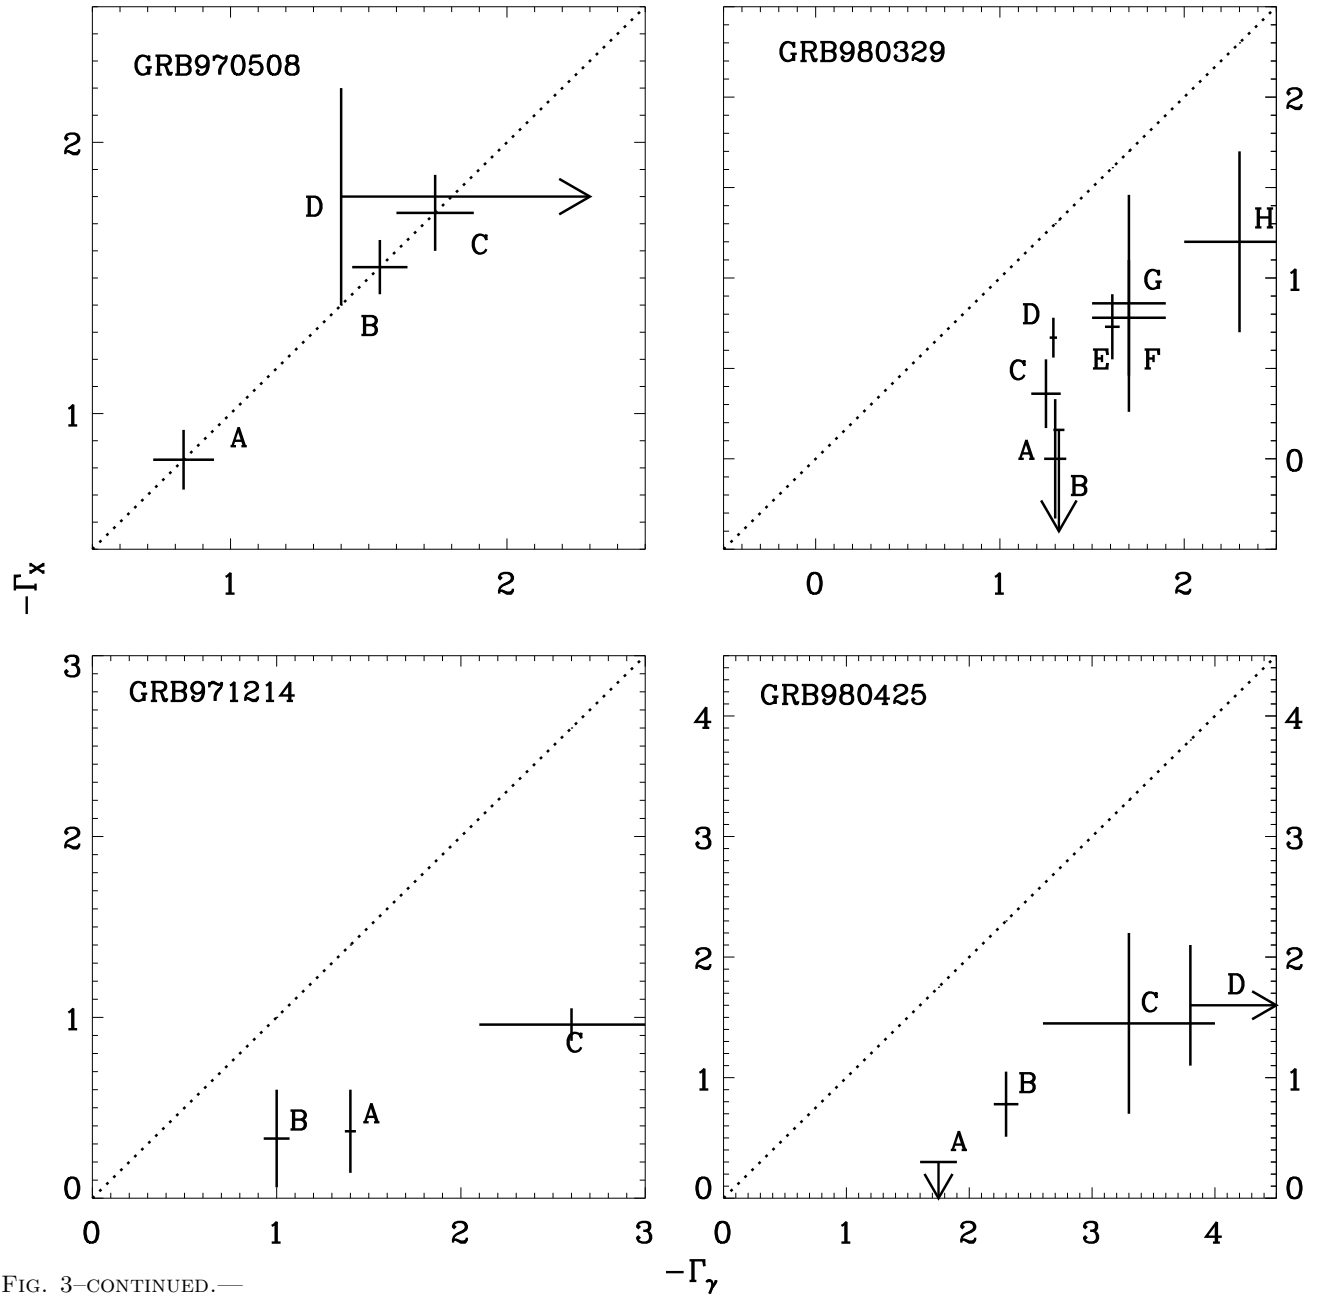 GRB970508
GRB980329
2
2
D
C
H
G
D
1
B
E
F
C
1
A
A
0
B
1
2
0
1
2
−ΓX
3
GRB971214
GRB980425
4
4
2
3
3
2
2
D
1
C
C
1
B
1
B
A
A
0
0
0
0
1
2
3
0
1
2
3
4
−Γγ
FIG. 3–CONTINUED.—